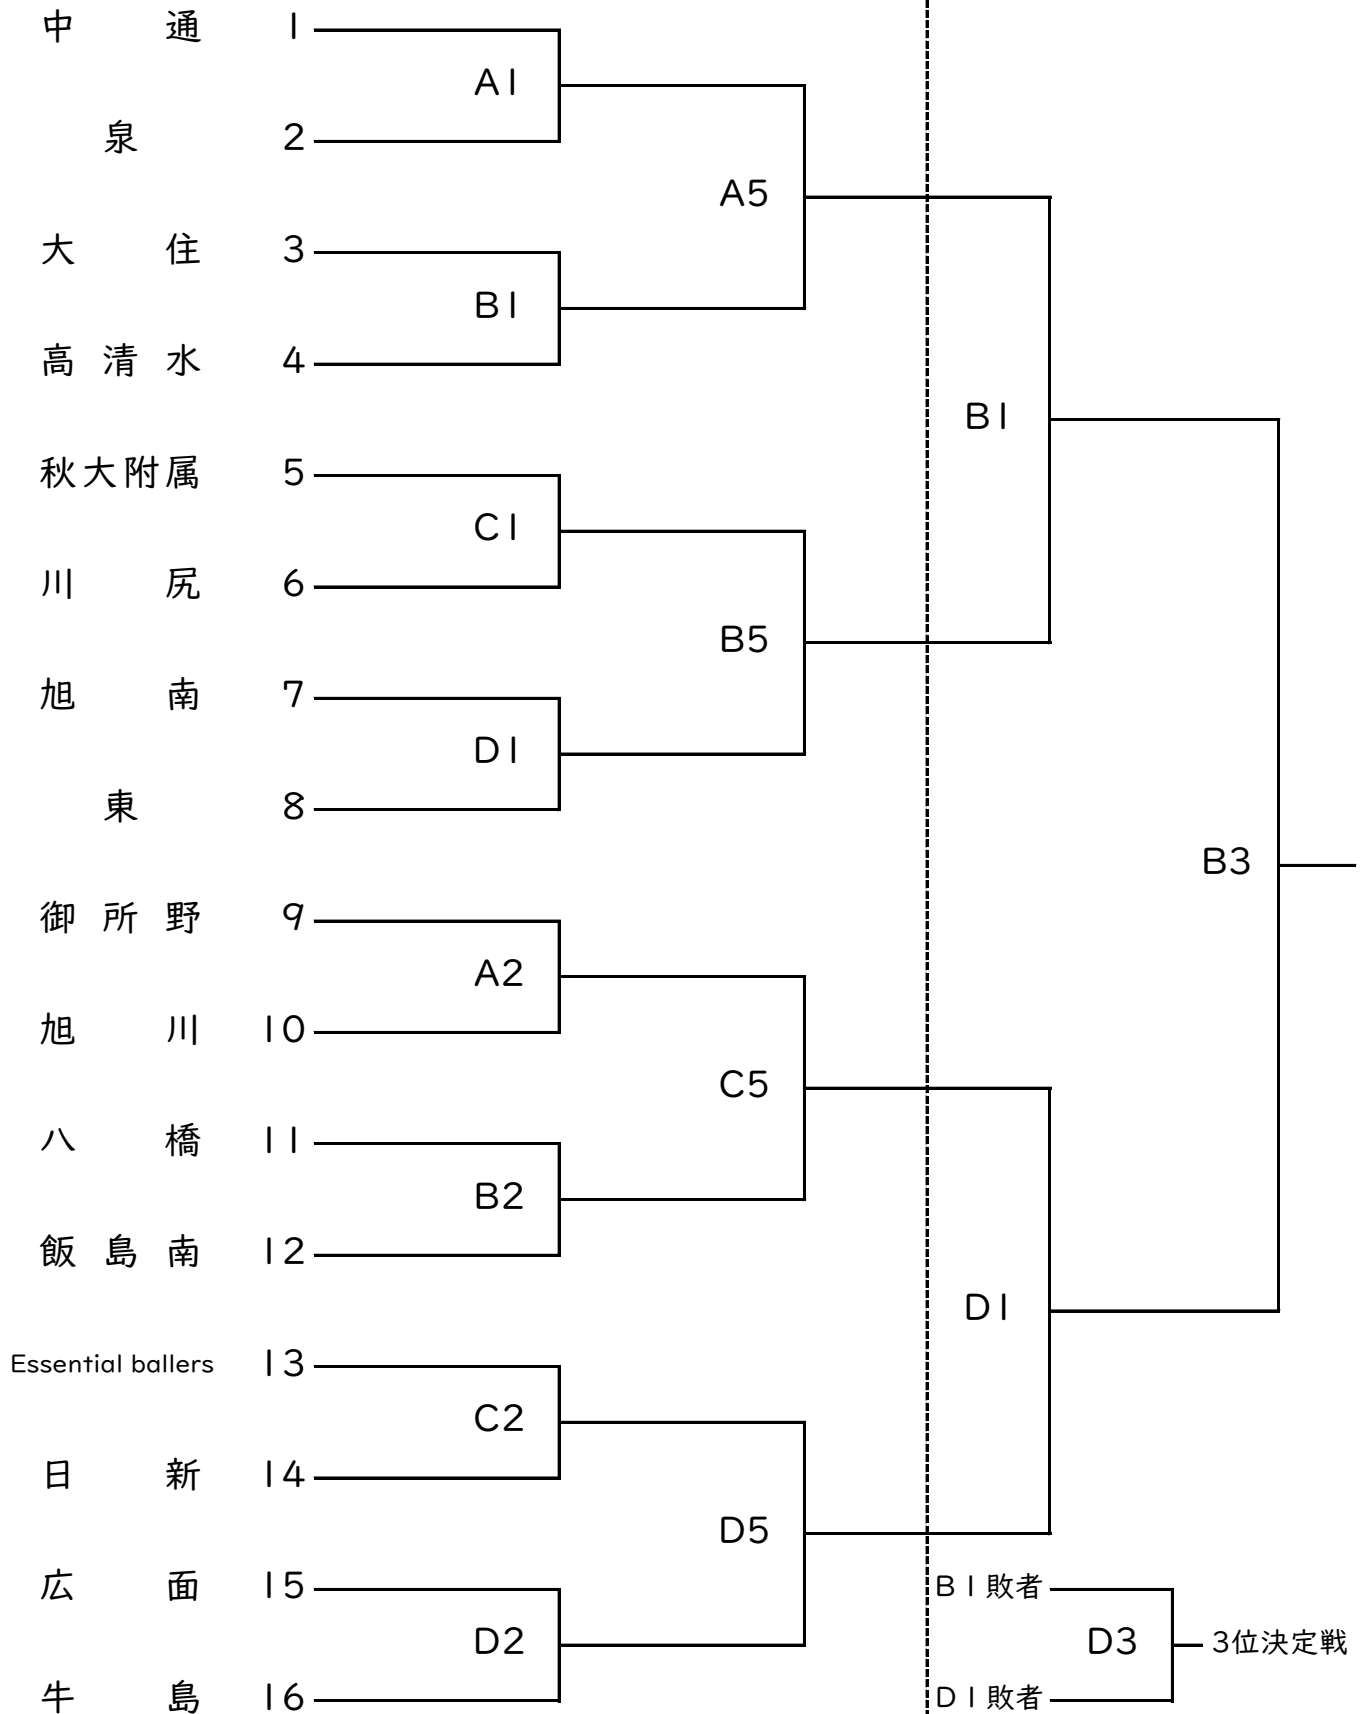 中通 1
A1
泉 2
A5
大住 3
B1
高清水 4
B1
秋大附属 5
C1
川尻 6
B5
旭南 7
D1
東 8
B3
御所野 9
A2
旭川 10
C5
八橋 11
B2
飯島南 12
D1
Essential ballers 13
C2
日新 14
D5
広面 15
B1敗者
D2
D3 3位決定戦
牛島 16
D1敗者